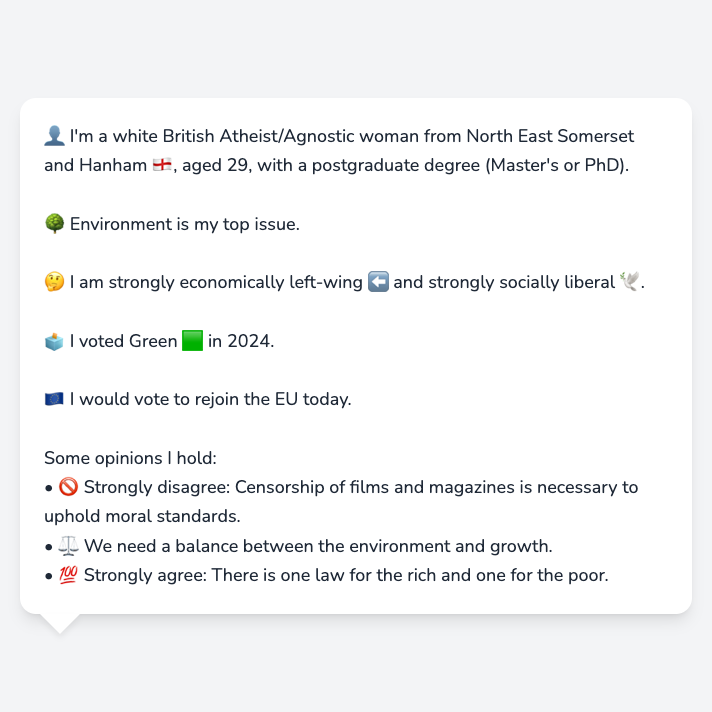 👤 I'm a white British Atheist/Agnostic woman from North East Somerset
and Hanham 🏴󠁧󠁢󠁥󠁮󠁧󠁿, aged 29, with a postgraduate degree (Master's or PhD).
🌳 Environment is my top issue.
🤔 I am strongly economically left-wing ⬅️ and strongly socially liberal 🕊️.
🗳️ I voted Green 🟩 in 2024.
🇪🇺 I would vote to rejoin the EU today.
Some opinions I hold:
• 🚫 Strongly disagree: Censorship of films and magazines is necessary to
uphold moral standards.
• ⚖️ We need a balance between the environment and growth.
• 💯 Strongly agree: There is one law for the rich and one for the poor.